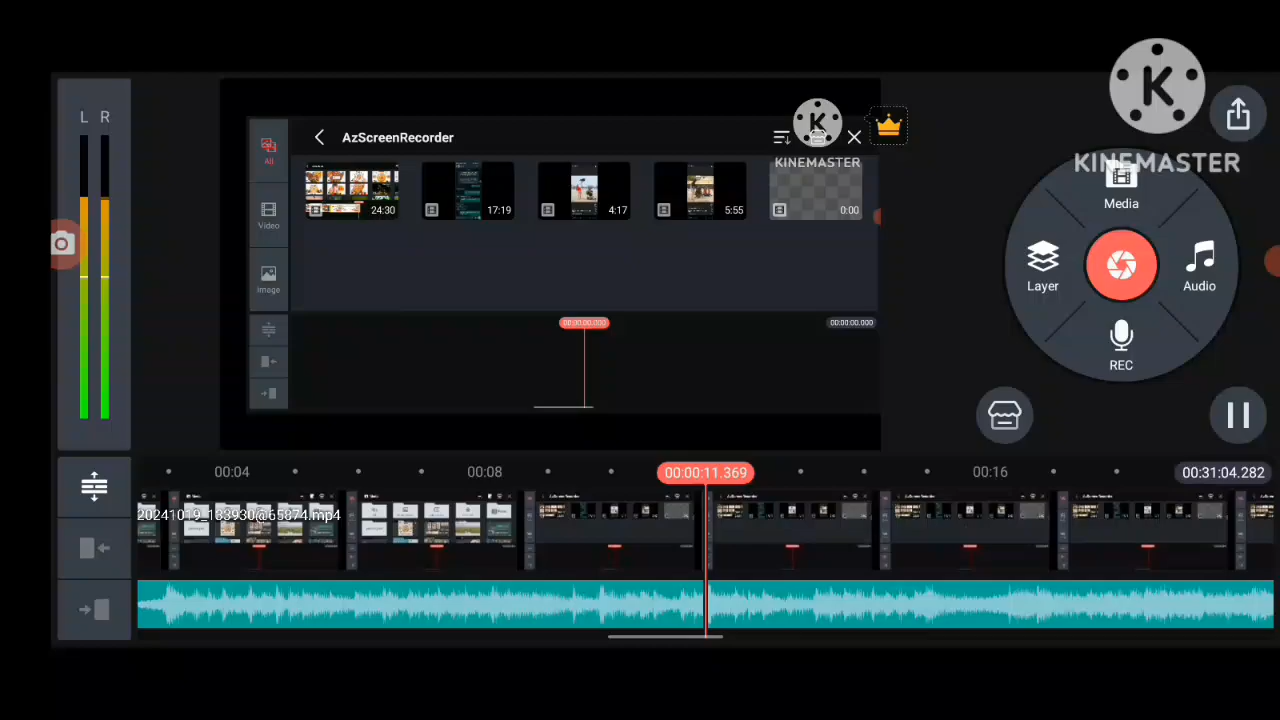 L R
AzScreenRecorder
All
Video
Image
24:30
17:19
4:17
5:55
0:00
K
KINEMASTER
00:00:00.000
00:00:00.000
K
KINEMASTER
Media
Layer
Audio
REC
00:04
00:08
00:00:11.369
00:16
00:31:04.282
20241019_133930@65874.mp4